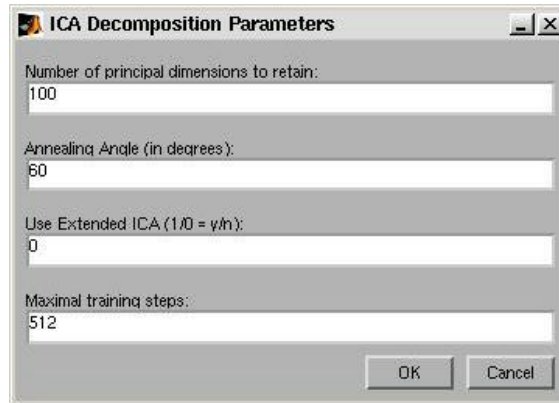 ICA Decomposition Parameters
Number of principal dimensions to retain:
100
Annealing Angle (in degrees):
60
Use Extended ICA (1/0 = y/n):
0
Maximal training steps:
512
OK Cancel